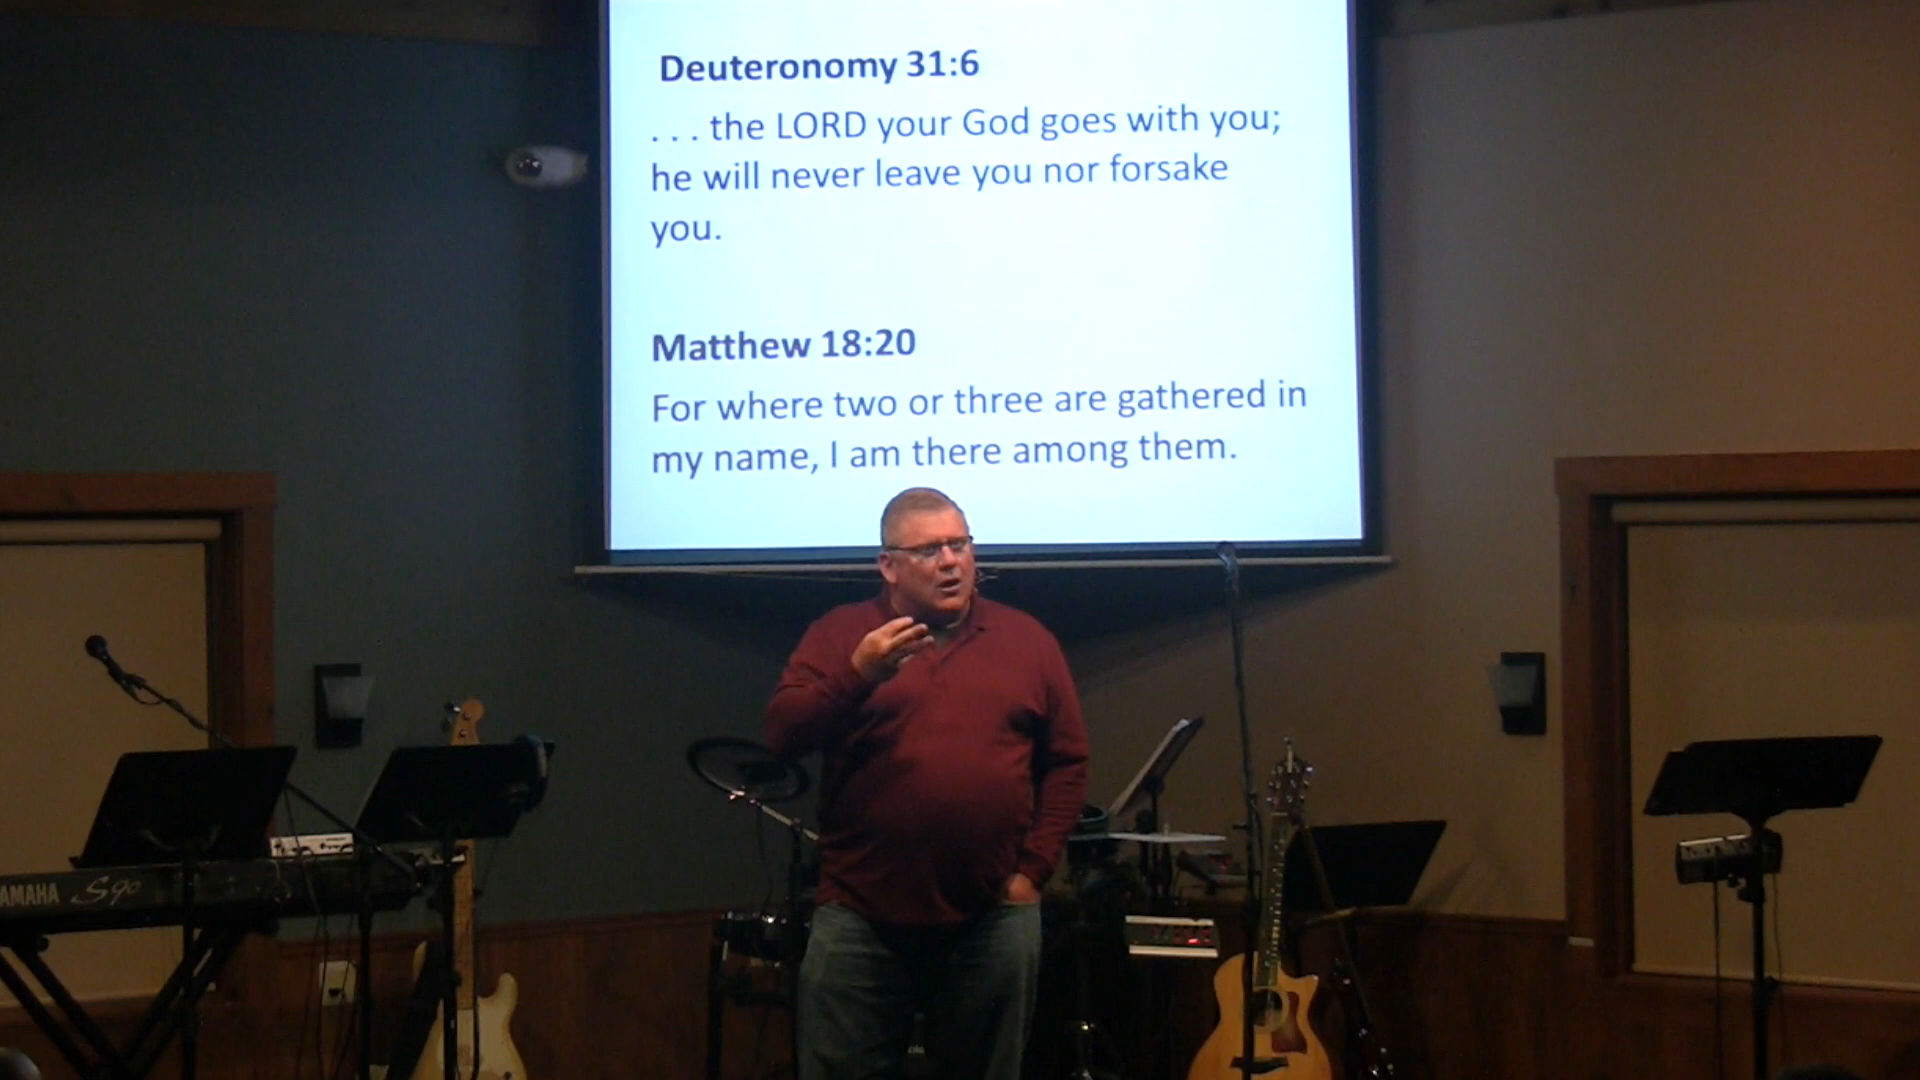 Deuteronomy 31:6
. . . the LORD your God goes with you;
he will never leave you nor forsake
you.
Matthew 18:20
For where two or three are gathered in
my name, I am there among them.
AMAHA S90